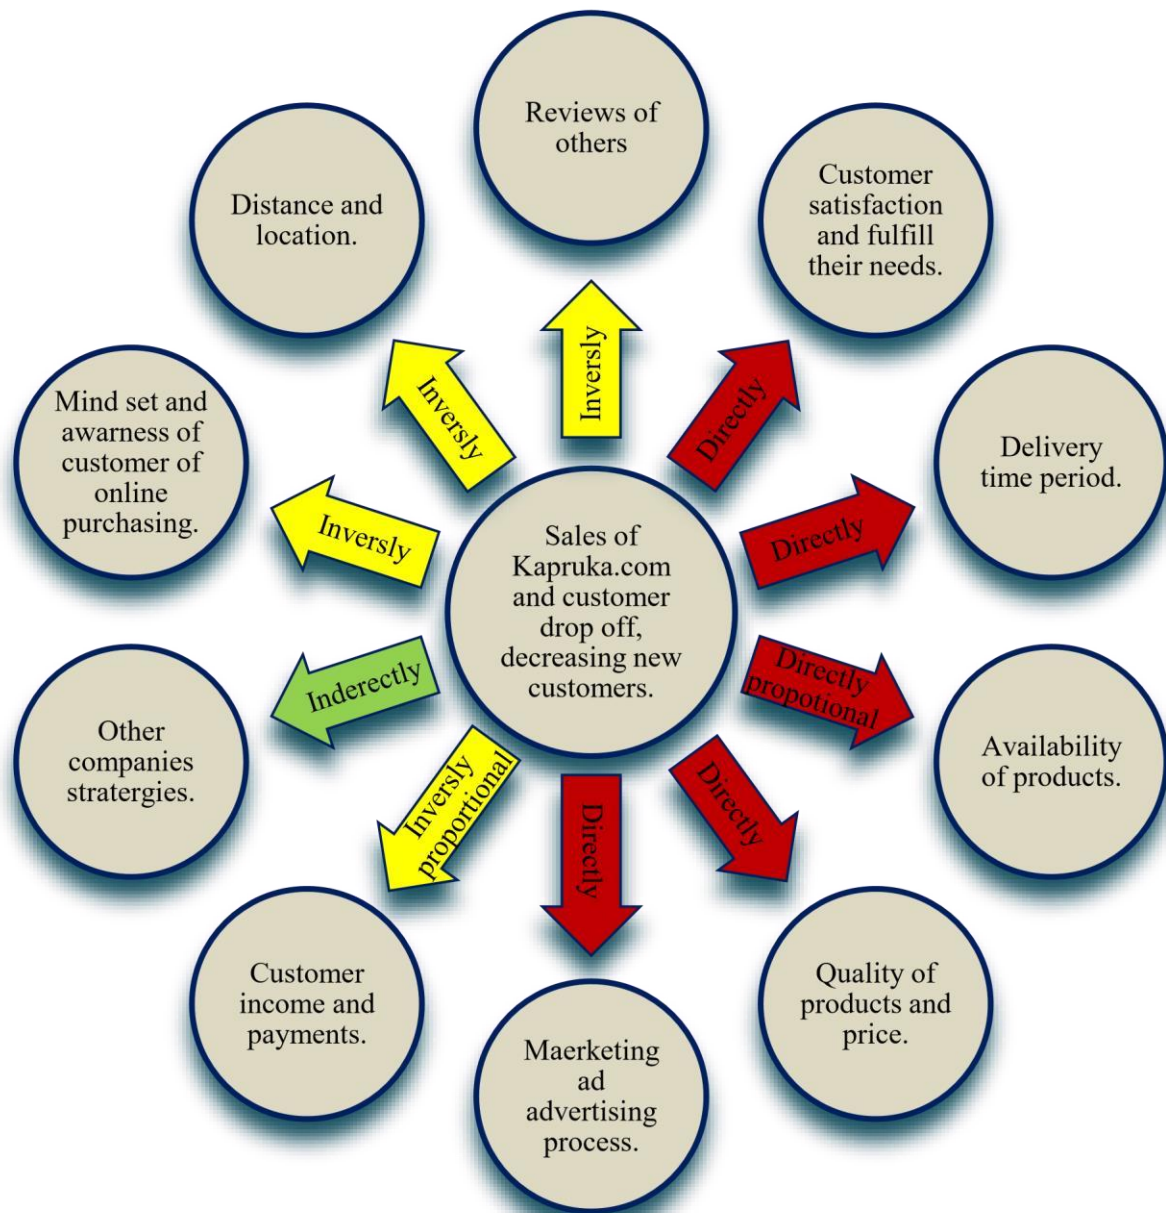 Reviews of
others
Customer
satisfaction
and fulfill
their needs.
Delivery
time period.
Availability
of products.
Quality of
products and
price.
Maerketing
ad
advertising
process.
Customer
income and
payments.
Other
companies
stratergies.
Mind set and
awarness of
customer of
online
purchasing.
Distance and
location.
Inversly
Directly
Directly
Directly
propotional
Directly
Directly
Inversly
proportional
Inderectly
Inversly
Inversly
Sales of
Kapruka.com
and customer
drop off,
decreasing new
customers.